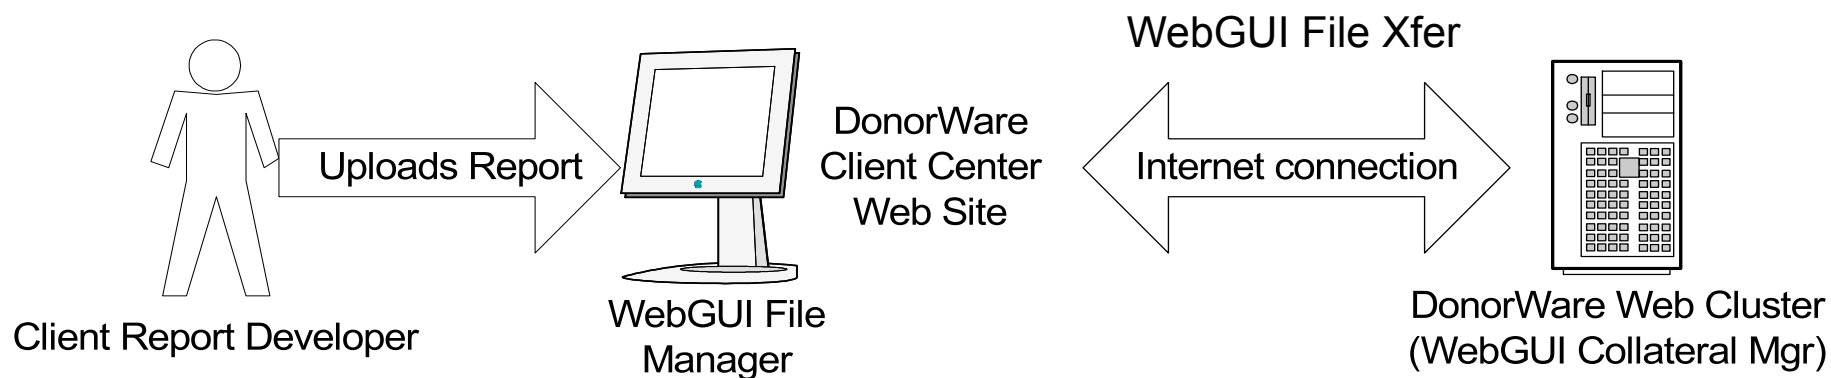 WebGUI File Xfer
Uploads Report
DonorWare
Client Center
Web Site
Internet connection
Client Report Developer
WebGUI File
Manager
DonorWare Web Cluster
(WebGUI Collateral Mgr)